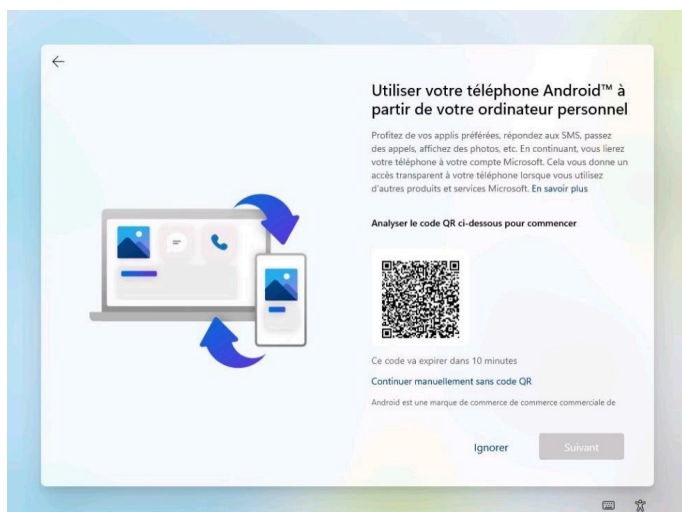 Utiliser votre téléphone Android™ à
partir de votre ordinateur personnel
Profitez de vos applis préférées, répondez aux SMS, passez
des appels, affichez des photos, etc. En continuant, vous lierez
votre téléphone à votre compte Microsoft. Cela vous donne un
accès transparent à votre téléphone lorsque vous utilisez
d'autres produits et services Microsoft. En savoir plus
Analyser le code QR ci-dessous pour commencer
Ce code va expirer dans 10 minutes
Continuer manuellement sans code QR
Android est une marque de commerce de commerce commerciale de
Ignorer
Suivant